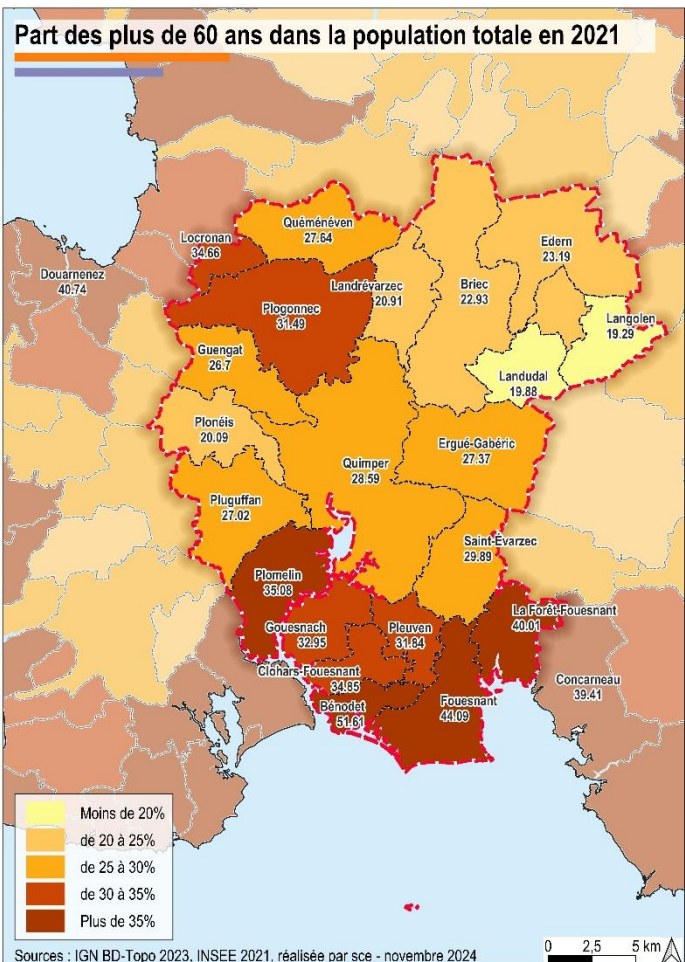 Part des plus de 60 ans dans la population totale en 2021
Quéménéven
27.64
Locronan
34.66
Edern
23.19
Douarnenez
40.74
Landrévarzec
20.91
Briec
22.93
Plogonnec
31.49
Langolen
19.29
Guengat
26.7
Landudal
19.88
Plonéis
20.09
Ergué-Gabéric
27.37
Quimper
28.59
Pluguffan
27.02
Saint-Évarzec
29.89
Plomelin
35.08
La Forêt-Fouesnant
40.01
Gouesnach
32.95
Pleuven
31.84
Clohars-Fouesnant
34.85
Concarneau
39.41
Bénodet
51.61
Fouesnant
44.09
Moins de 20%
de 20 à 25%
de 25 à 30%
de 30 à 35%
Plus de 35%
0 2,5 5 km
Sources : IGN BD-Topo 2023, INSEE 2021, réalisée par sce - novembre 2024